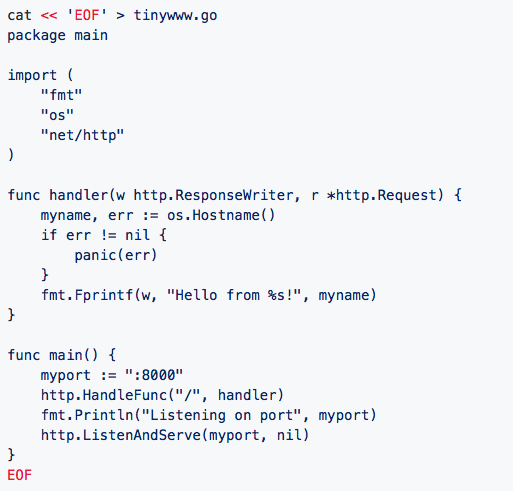 cat << 'EOF' > tinywww.go
package main

import (
    "fmt"
    "os"
    "net/http"
)

func handler(w http.ResponseWriter, r *http.Request) {
    myname, err := os.Hostname()
    if err != nil {
        panic(err)
    }
    fmt.Fprintf(w, "Hello from %s!", myname)
}

func main() {
    myport := ":8000"
    http.HandleFunc("/", handler)
    fmt.Println("Listening on port", myport)
    http.ListenAndServe(myport, nil)
}
EOF